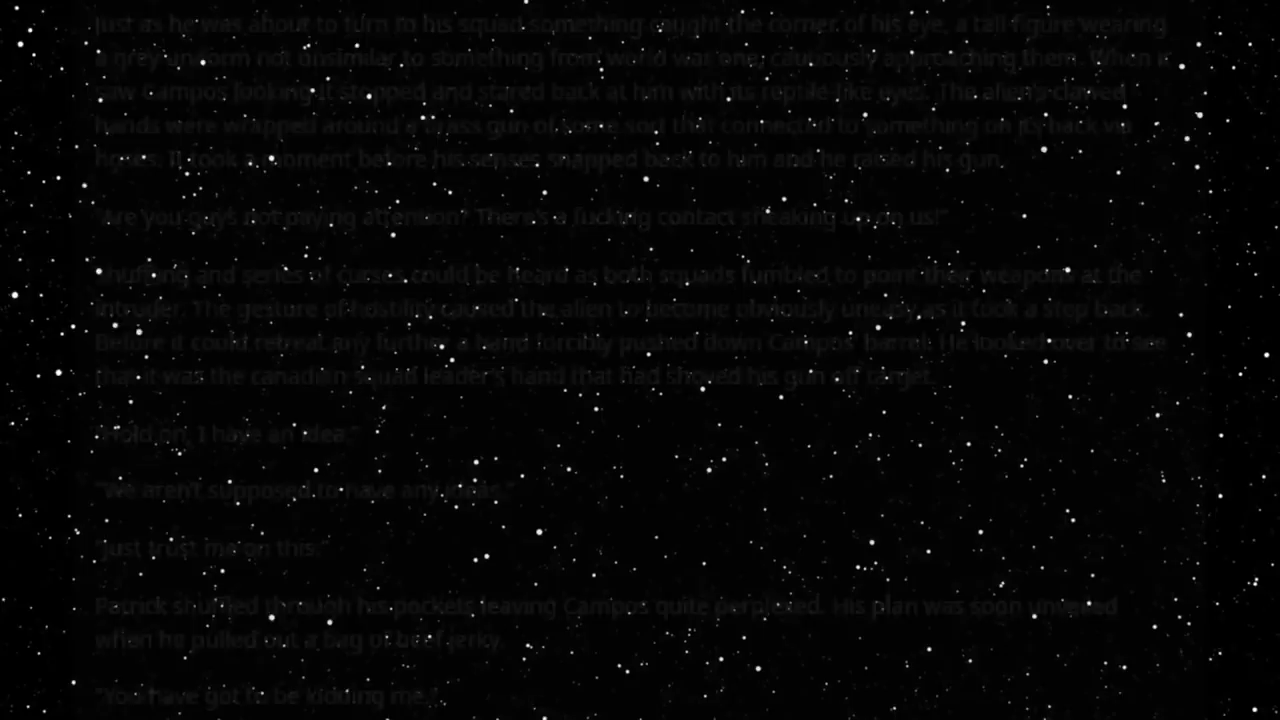 Just as he was about to turn to his squad something caught the corner of his eye, a tall figure wearing
a grey uniform not dissimilar to something from world war one, cautiously approaching them. When it
saw Campos looking it stopped and stared back at him with its reptile like eyes. The alien's clawed
hands were wrapped around a brass gun of some sort that connected to something on its back via
hoses. It took a moment before his senses snapped back to him and he raised his gun.
"Are you guys not paying attention? There's a fucking contact sneaking up on us!"
Shuffling and series of curses could be heard as both squads fumbled to point their weapons at the
intruder. The gesture of hostility caused the alien to become obviously uneasy as it took a step back.
Before it could retreat any further a hand forcibly pushed down Campos' barrel. He looked over to see
that it was the canadian squad leader's hand that had shoved his gun off target.
"Hold on, I have an idea."
"We aren't supposed to have any ideas."
"Just trust me on this."
Patrick shuffled through his pockets leaving Campos quite perplexed. His plan was soon unveiled
when he pulled out a bag of beef jerky.
"You have got to be kidding me."